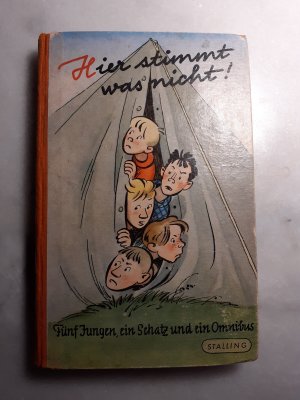 Hier stimmt
was nicht!
Fünf Jungen, ein Schatz und ein Omnibus
STALLING